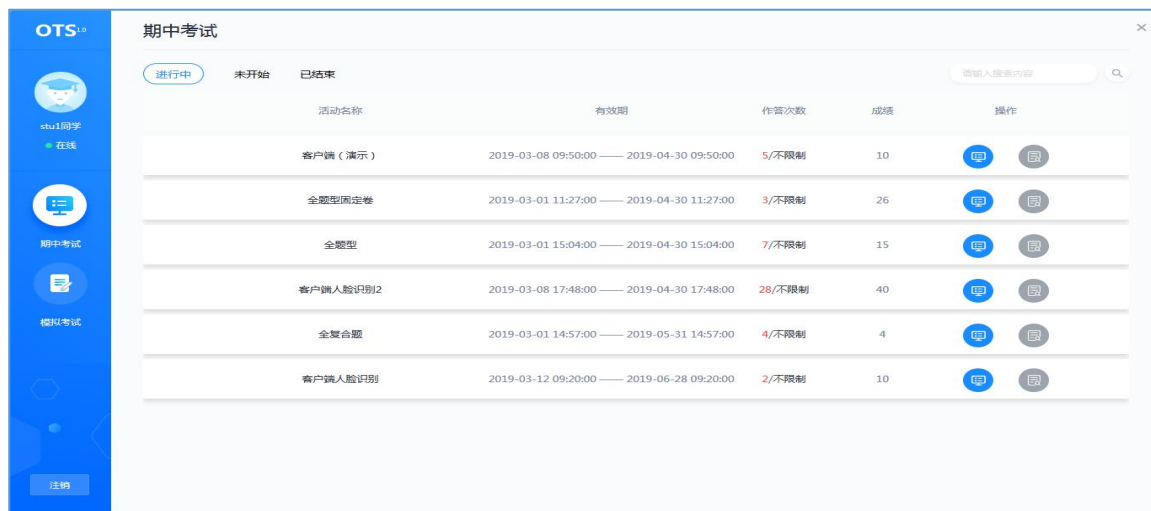 OTS1.0
期中考试
×
进行中 未开始 已结束
请输入搜索内容
stu1同学
在线
期中考试
模拟考试
注销
活动名称 有效期 作答次数 成绩 操作
客户端（演示） 2019-03-08 09:50:00 —— 2019-04-30 09:50:00 5/不限制 10
全题型固定卷 2019-03-01 11:27:00 —— 2019-04-30 11:27:00 3/不限制 26
全题型 2019-03-01 15:04:00 —— 2019-04-30 15:04:00 7/不限制 15
客户端人脸识别2 2019-03-08 17:48:00 —— 2019-04-30 17:48:00 28/不限制 40
全复合题 2019-03-01 14:57:00 —— 2019-05-31 14:57:00 4/不限制 4
客户端人脸识别 2019-03-12 09:20:00 —— 2019-06-28 09:20:00 2/不限制 10